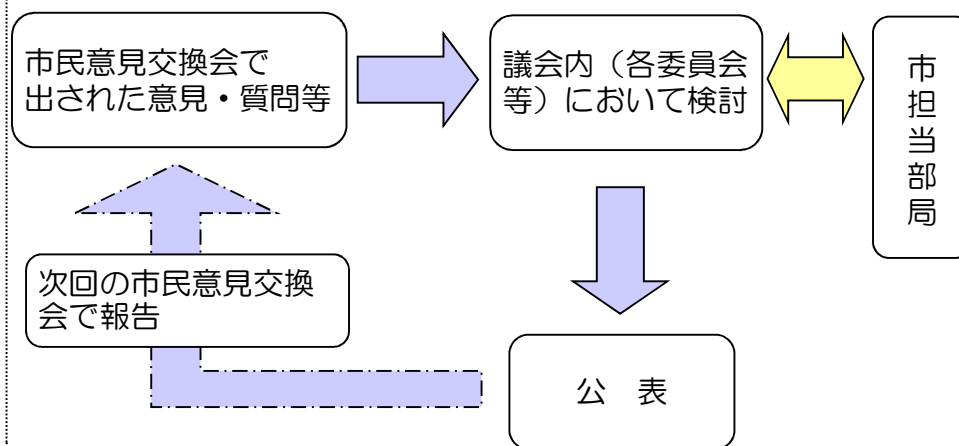 市民意見交換会で
出された意見・質問等
議会内（各委員会
等）において検討
市担当部局
次回の市民意見交換
会で報告
公　表